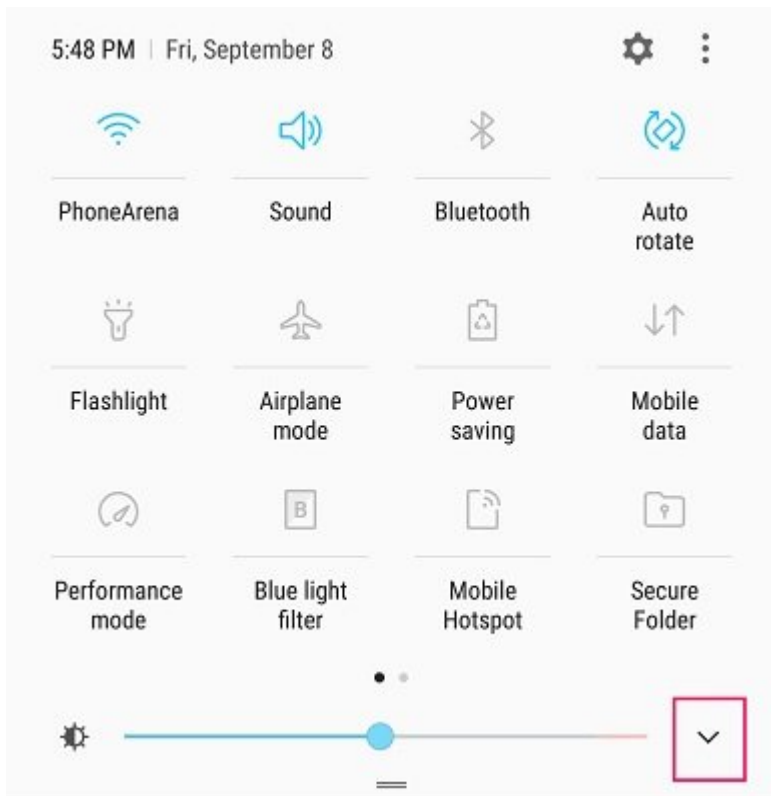 5:48 PM | Fri, September 8
PhoneArena Sound Bluetooth Auto
rotate
Flashlight Airplane Power Mobile
mode saving data
B
Performance Blue light Mobile Secure
mode filter Hotspot Folder